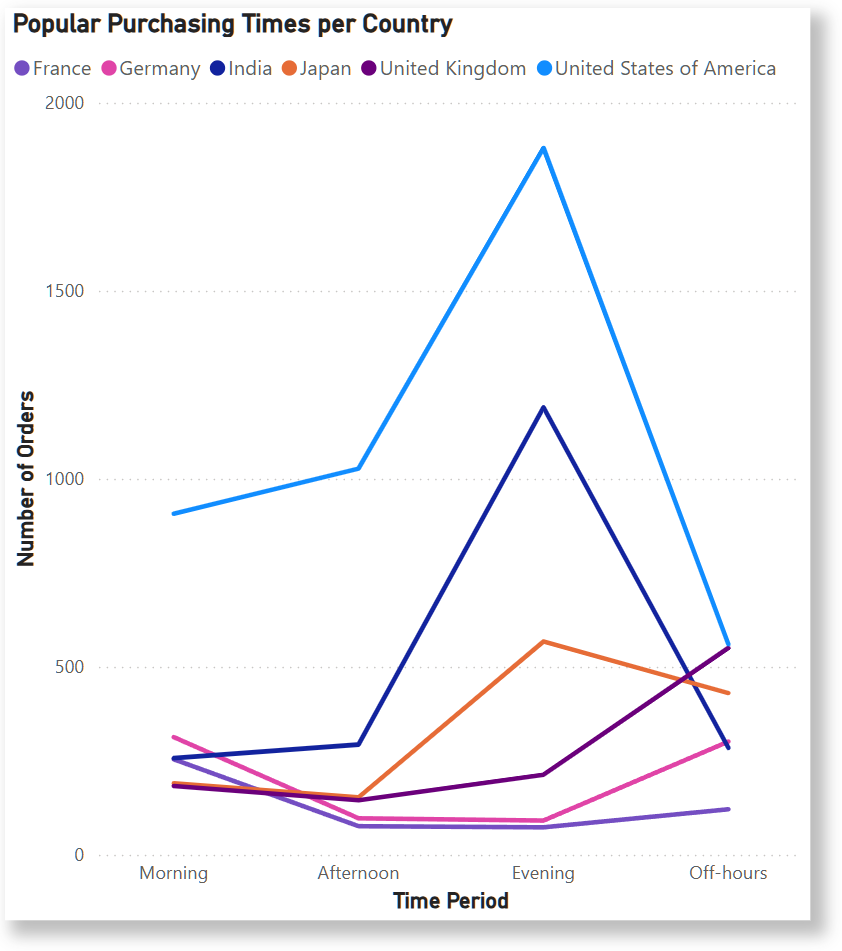 Popular Purchasing Times per Country
France Germany India Japan United Kingdom United States of America
2000
1500
1000
500
0
Number of Orders
Morning Afternoon Evening Off-hours
Time Period